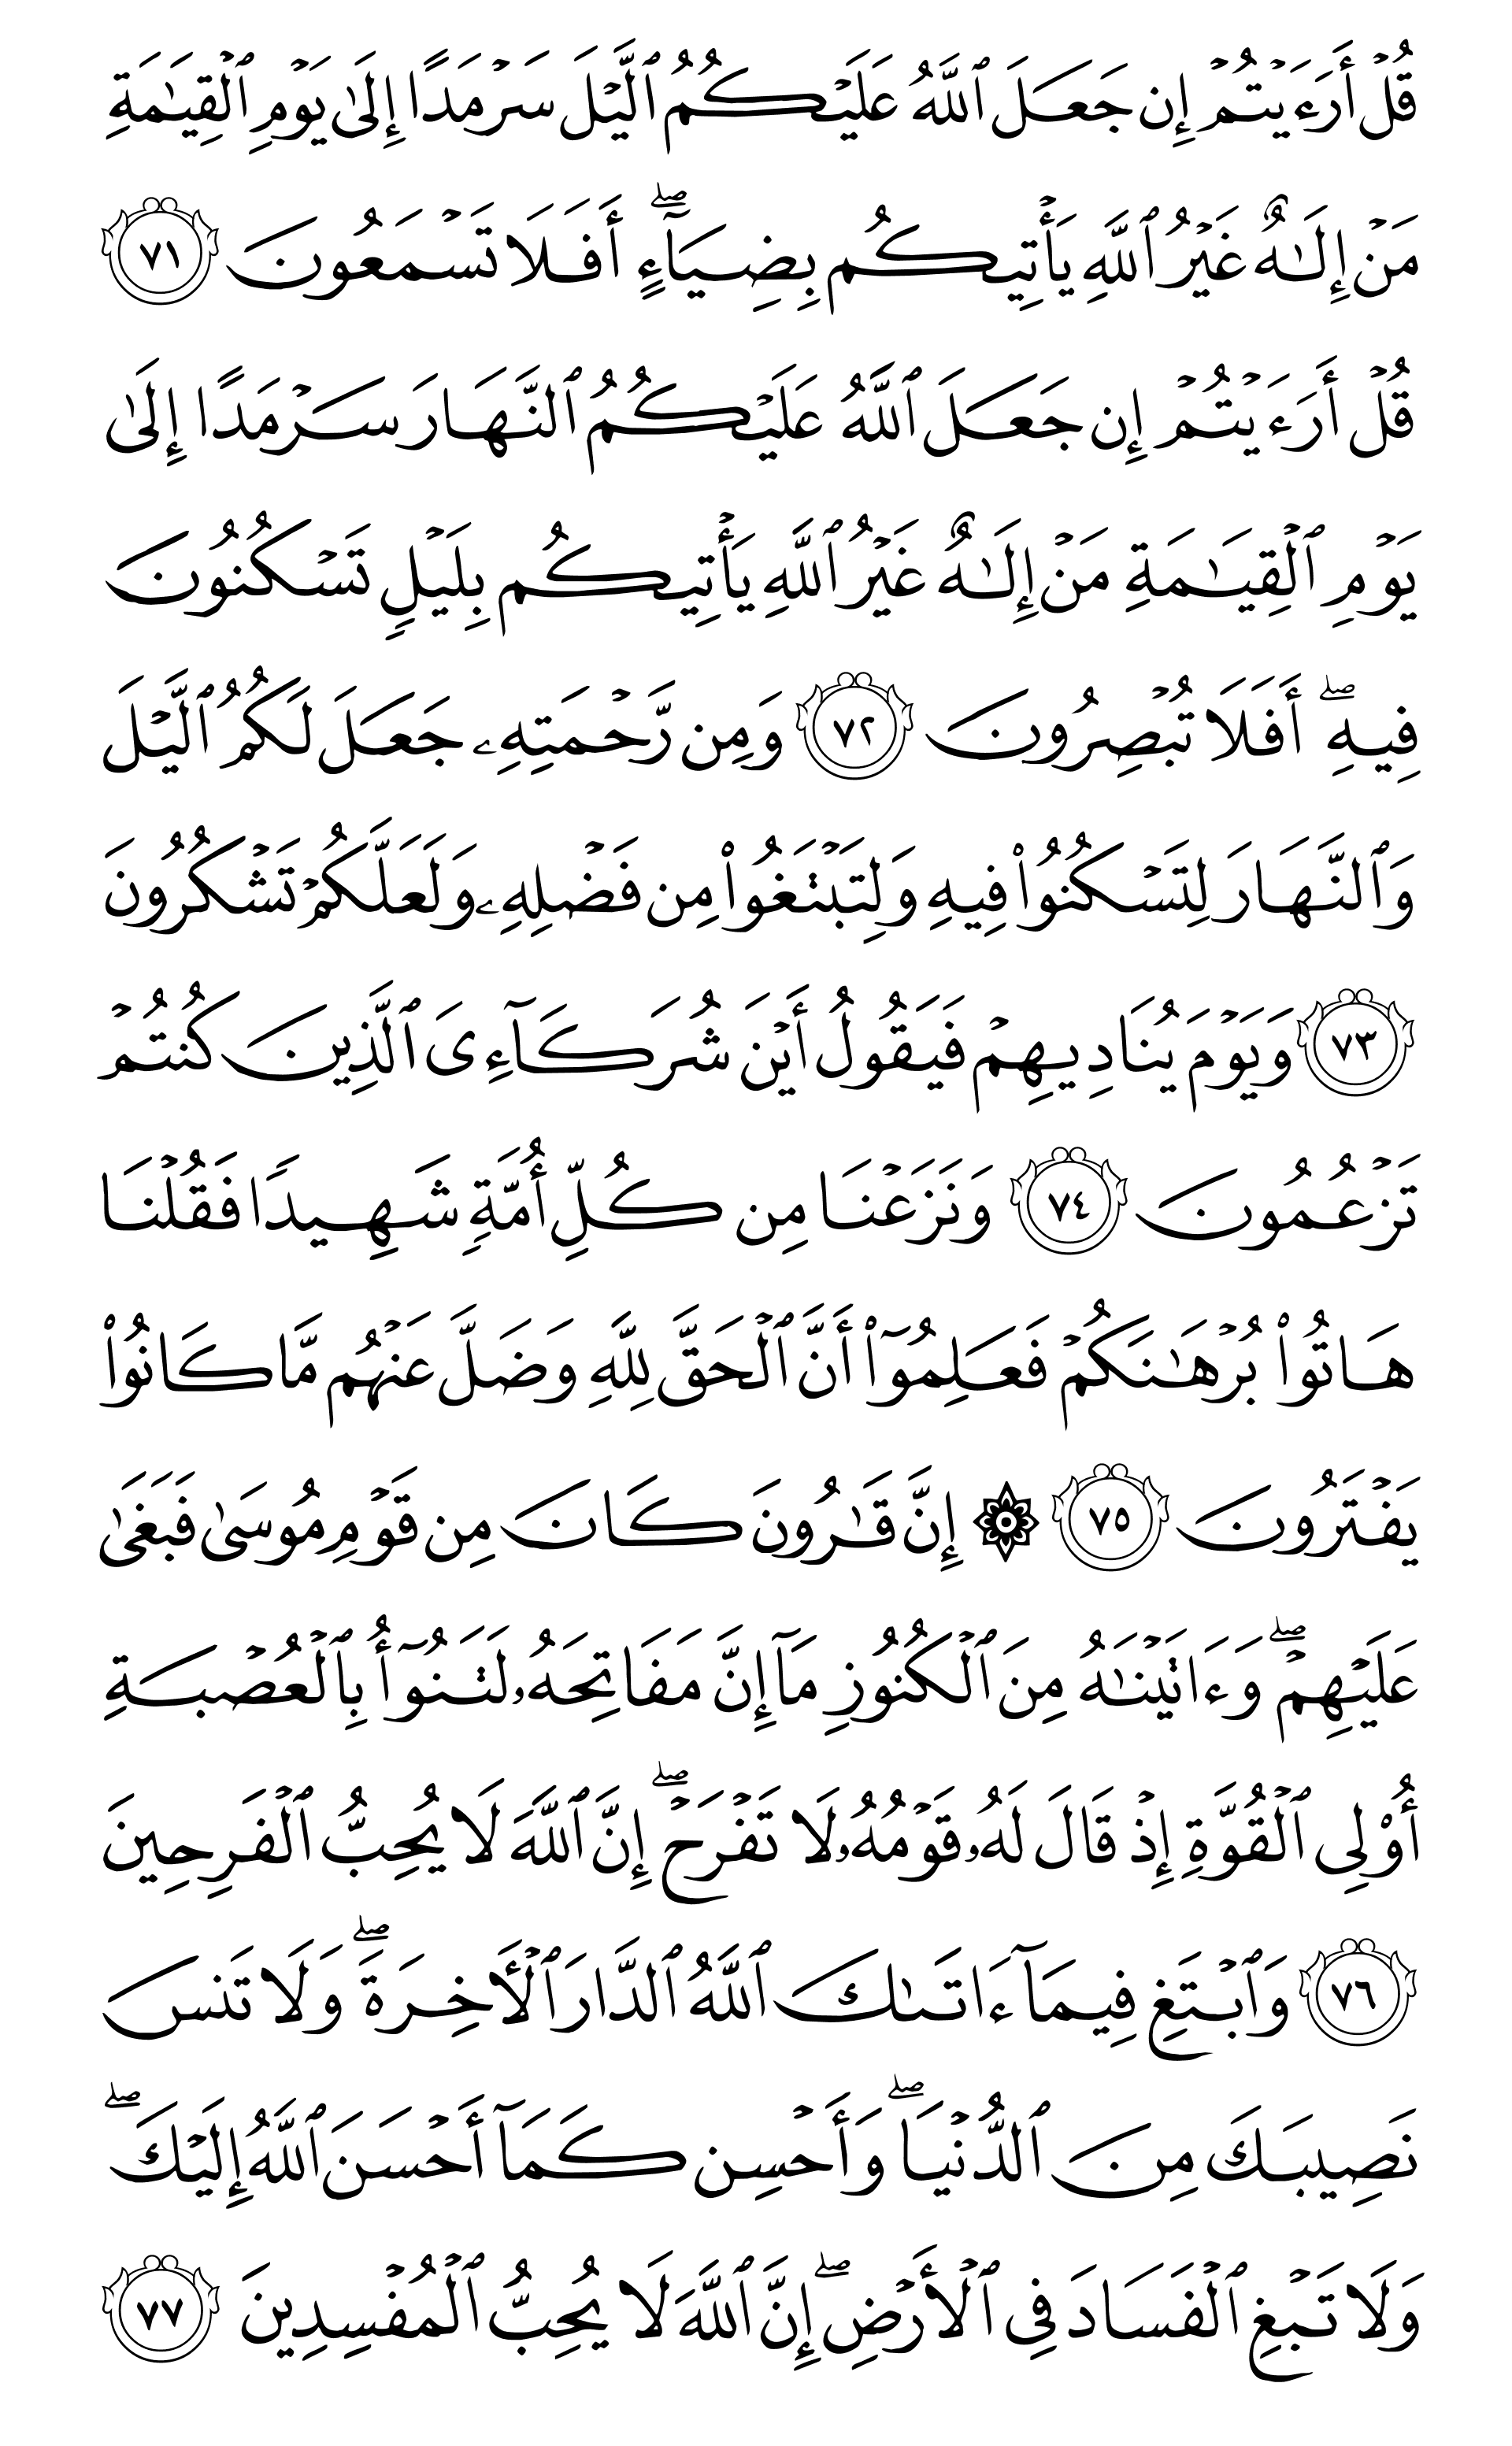 قُلۡ أَرَءَيۡتُمۡ إِن جَعَلَ ٱللَّهُ عَلَيۡكُمُ ٱلَّيۡلَ سَرۡمَدًا إِلَىٰ يَوۡمِ ٱلۡقِيَٰمَةِ
مَنۡ إِلَٰهٌ غَيۡرُ ٱللَّهِ يَأۡتِيكُم بِضِيَآءٍۖ أَفَلَا تَسۡمَعُونَ ٧١
قُلۡ أَرَءَيۡتُمۡ إِن جَعَلَ ٱللَّهُ عَلَيۡكُمُ ٱلنَّهَارَ سَرۡمَدًا إِلَىٰ
يَوۡمِ ٱلۡقِيَٰمَةِ مَنۡ إِلَٰهٌ غَيۡرُ ٱللَّهِ يَأۡتِيكُم بِلَيۡلٖ تَسۡكُنُونَ
فِيهِۖ أَفَلَا تُبۡصِرُونَ ٧٢ وَمِن رَّحۡمَتِهِۦ جَعَلَ لَكُمُ ٱلَّيۡلَ
وَٱلنَّهَارَ لِتَسۡكُنُواْ فِيهِ وَلِتَبۡتَغُواْ مِن فَضۡلِهِۦ وَلَعَلَّكُمۡ تَشۡكُرُونَ
٧٣ وَيَوۡمَ يُنَادِيهِمۡ فَيَقُولُ أَيۡنَ شُرَكَآءِيَ ٱلَّذِينَ كُنتُمۡ
تَزۡعُمُونَ ٧٤ وَنَزَعۡنَا مِن كُلِّ أُمَّةٖ شَهِيدٗا فَقُلۡنَا
هَاتُواْ بُرۡهَٰنَكُمۡ فَعَلِمُوٓاْ أَنَّ ٱلۡحَقَّ لِلَّهِ وَضَلَّ عَنۡهُم مَّا كَانُواْ
يَفۡتَرُونَ ٧٥ ۞ إِنَّ قَٰرُونَ كَانَ مِن قَوۡمِ مُوسَىٰ فَبَغَىٰ
عَلَيۡهِمۡۖ وَءَاتَيۡنَٰهُ مِنَ ٱلۡكُنُوزِ مَآ إِنَّ مَفَاتِحَهُۥ لَتَنُوٓأُ بِٱلۡعُصۡبَةِ
أُوْلِي ٱلۡقُوَّةِ إِذۡ قَالَ لَهُۥ قَوۡمُهُۥ لَا تَفۡرَحۡۖ إِنَّ ٱللَّهَ لَا يُحِبُّ ٱلۡفَرِحِينَ
٧٦ وَٱبۡتَغِ فِيمَآ ءَاتَىٰكَ ٱللَّهُ ٱلدَّارَ ٱلۡأٓخِرَةَۖ وَلَا تَنسَ
نَصِيبَكَ مِنَ ٱلدُّنۡيَاۖ وَأَحۡسِن كَمَآ أَحۡسَنَ ٱللَّهُ إِلَيۡكَۖ
وَلَا تَبۡغِ ٱلۡفَسَادَ فِي ٱلۡأَرۡضِۖ إِنَّ ٱللَّهَ لَا يُحِبُّ ٱلۡمُفۡسِدِينَ ٧٧